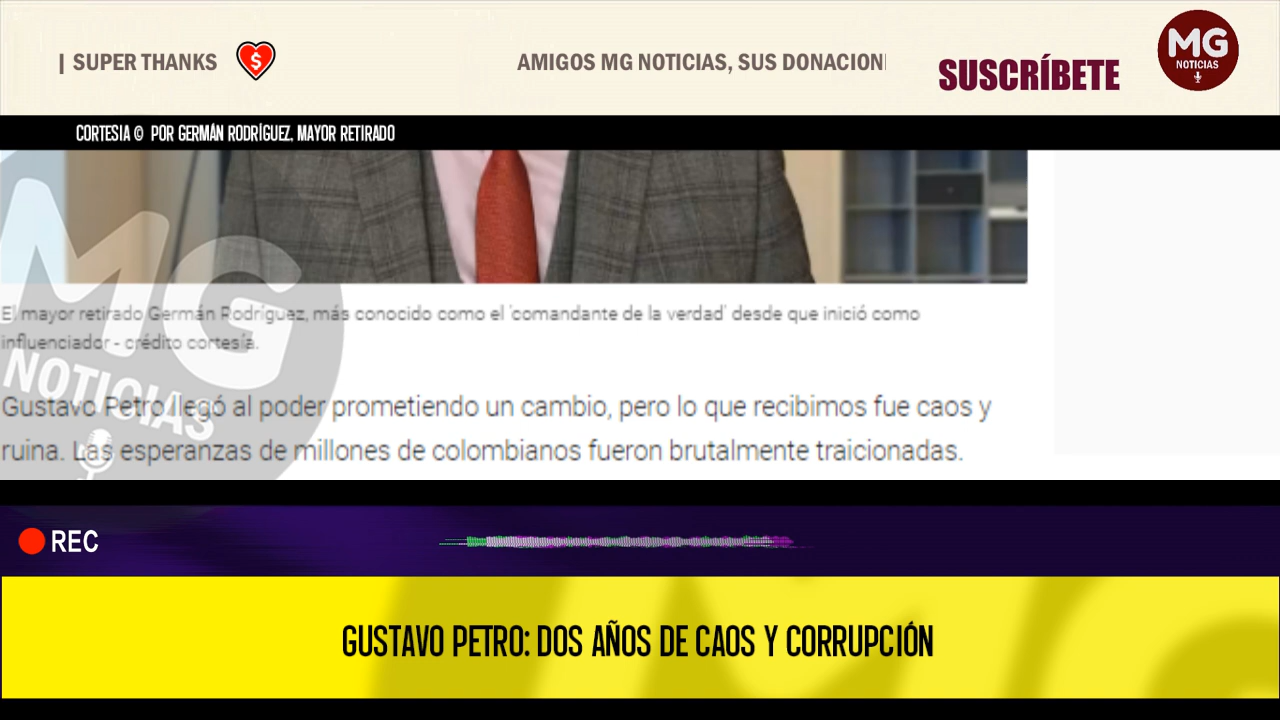 | SUPER THANKS
$
AMIGOS MG NOTICIAS, SUS DONACION
SUSCRÍBETE
MG
NOTICIAS
CORTESIA © POR GERMÁN RODRÍGUEZ, MAYOR RETIRADO
MG
NOTICIAS
El mayor retirado Germán Rodríguez, más conocido como el 'comandante de la verdad' desde que inició como
influenciador - crédito cortesía.
Gustavo Petro llegó al poder prometiendo un cambio, pero lo que recibimos fue caos y
ruina. Las esperanzas de millones de colombianos fueron brutalmente traicionadas.
REC
GUSTAVO PETRO: DOS AÑOS DE CAOS Y CORRUPCIÓN